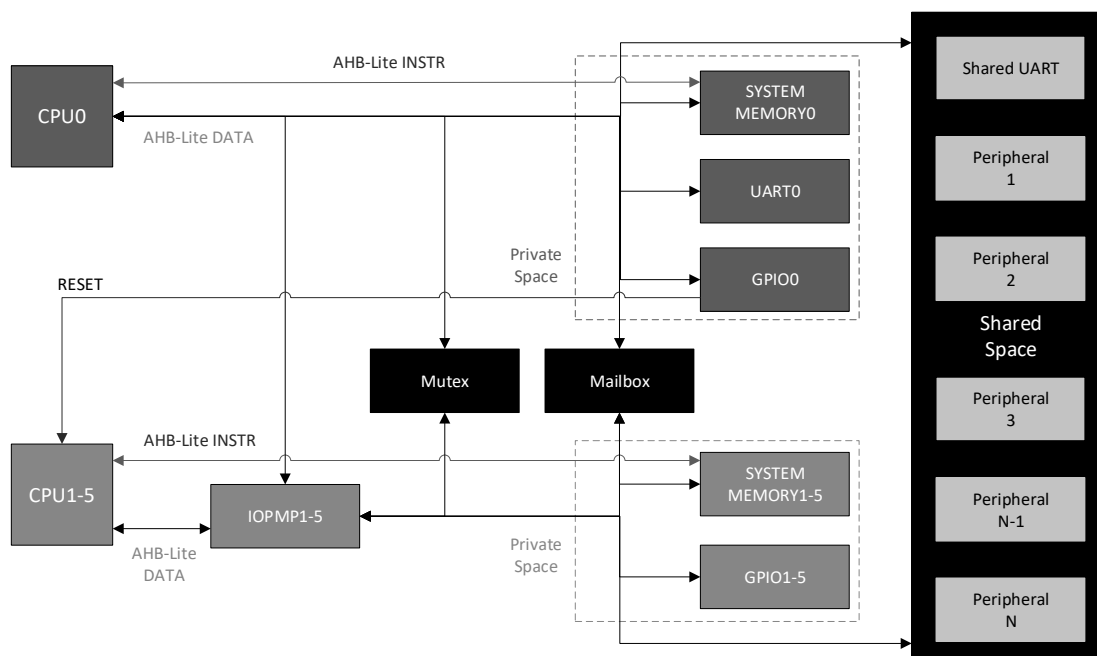 AHB-Lite INSTR
CPU0
AHB-Lite DATA
SYSTEM
MEMORY0
UART0
Private
Space
GPIO0
RESET
Mutex
Mailbox
AHB-Lite INSTR
CPU1-5
IOPMP1-5
AHB-Lite
DATA
SYSTEM
MEMORY1-5
Private
Space
GPIO1-5
Shared UART
Peripheral
1
Peripheral
2
Shared
Space
Peripheral
3
Peripheral
N-1
Peripheral
N